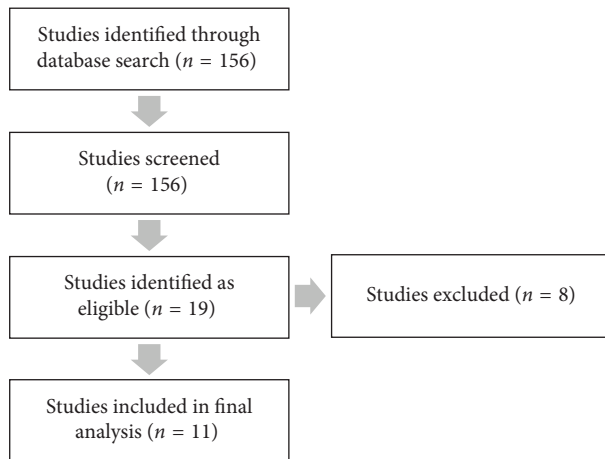 Studies identified through
database search (n = 156)
Studies screened
(n = 156)
Studies identified as
eligible (n = 19)
Studies excluded (n = 8)
Studies included in final
analysis (n = 11)